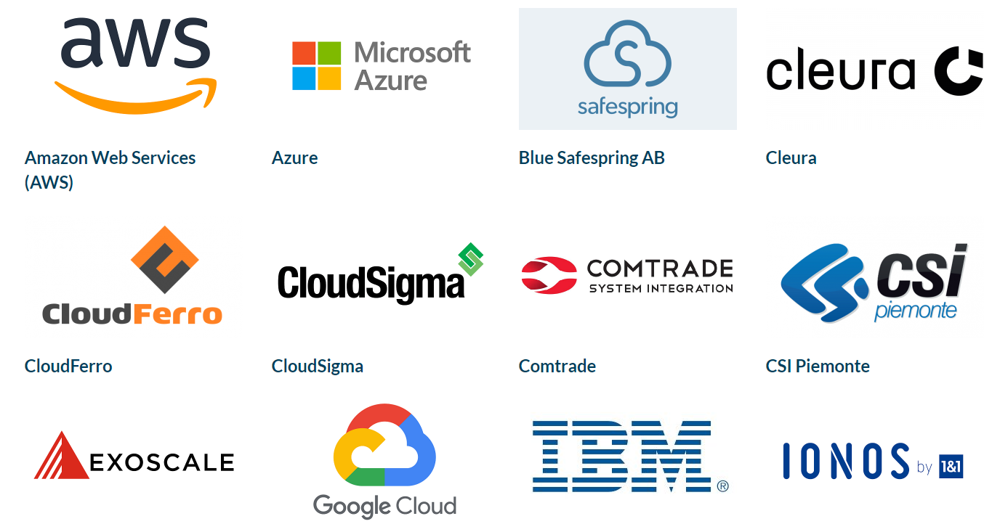 aws
Microsoft
Azure
safespring
cleura
Amazon Web Services
(AWS)
Azure
Blue Safespring AB
Cleura
CloudFerro
CloudSigma
COMTRADE
SYSTEM INTEGRATION
csi
piemonte
CloudFerro
CloudSigma
Comtrade
CSI Piemonte
EXOSCALE
Google Cloud
IBM®
IONOS by 1&1